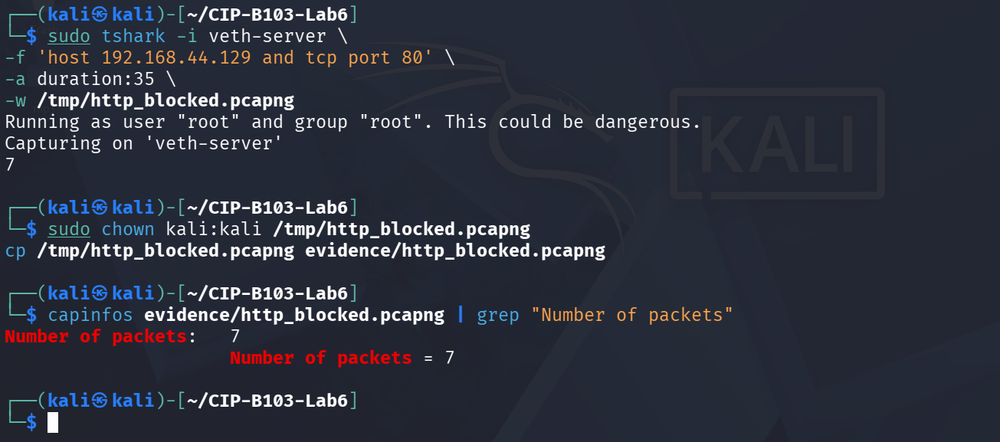 ┌──(kali㉿kali)-[~/CIP-B103-Lab6]
└─$ sudo tshark -i veth-server \
-f 'host 192.168.44.129 and tcp port 80' \
-a duration:35 \
-w /tmp/http_blocked.pcapng
Running as user "root" and group "root". This could be dangerous.
Capturing on 'veth-server'
7
┌──(kali㉿kali)-[~/CIP-B103-Lab6]
└─$ sudo chown kali:kali /tmp/http_blocked.pcapng
cp /tmp/http_blocked.pcapng evidence/http_blocked.pcapng
┌──(kali㉿kali)-[~/CIP-B103-Lab6]
└─$ capinfos evidence/http_blocked.pcapng | grep "Number of packets"
Number of packets:   7
                     Number of packets = 7
┌──(kali㉿kali)-[~/CIP-B103-Lab6]
└─$
KALI